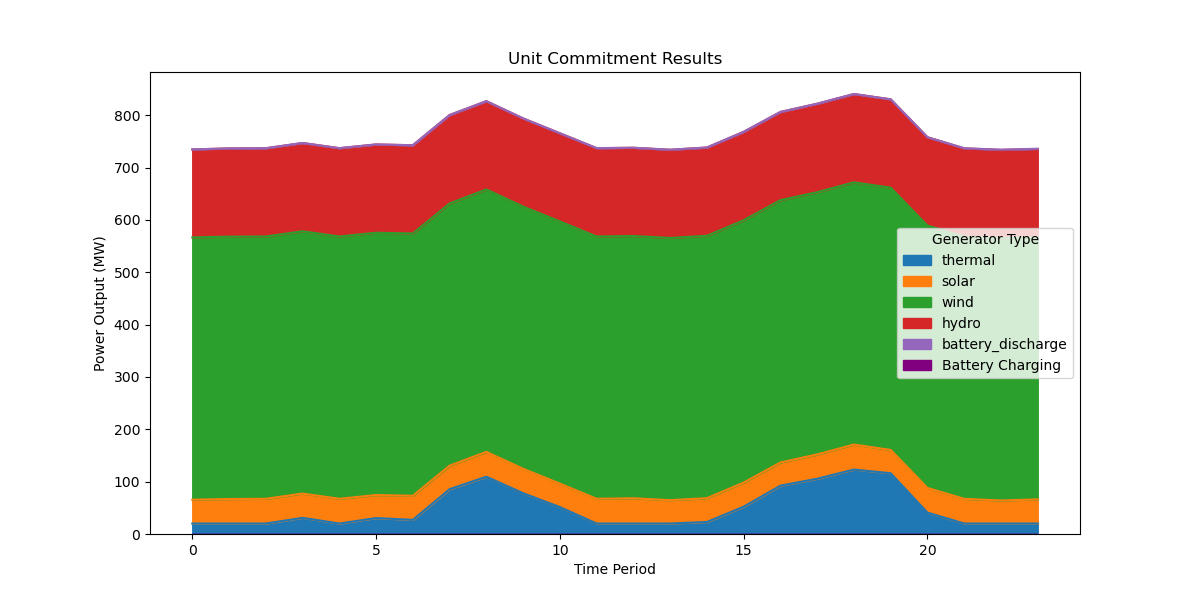 Unit Commitment Results
Power Output (MW)
800
700
600
500
400
300
200
100
0
Generator Type
thermal
solar
wind
hydro
battery_discharge
Battery Charging
0 5 10 15 20
Time Period